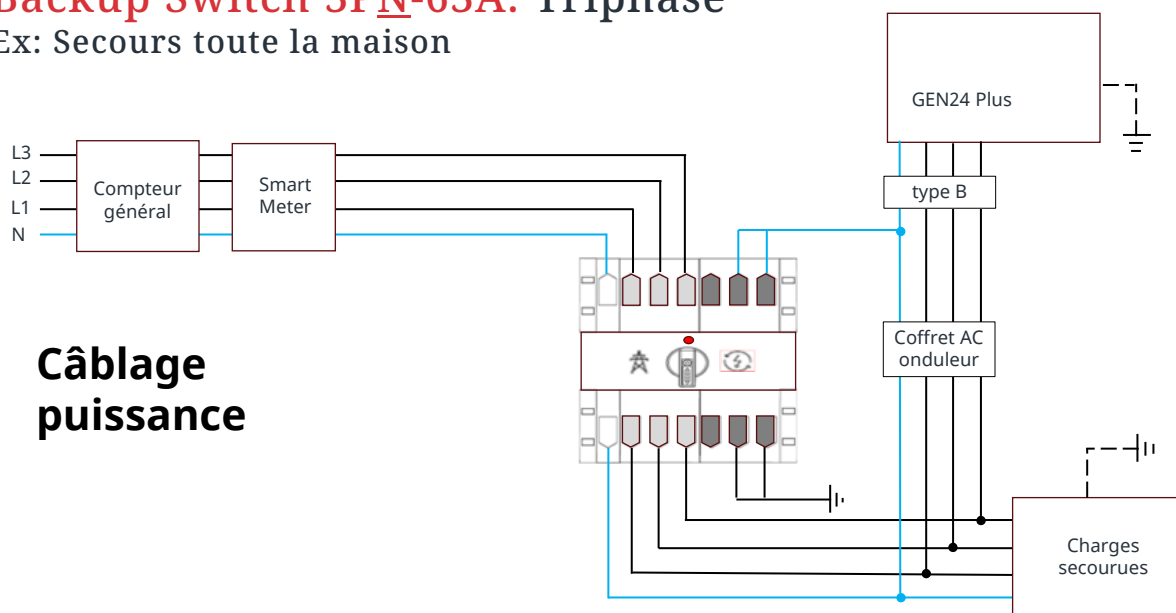 Backup Switch 3PN-63A: Triphasé
Ex: Secours toute la maison
GEN24 Plus
L3
L2
L1
N
Compteur
général
Smart
Meter
type B
Coffret AC
onduleur
Câblage
puissance
Charges
secourues